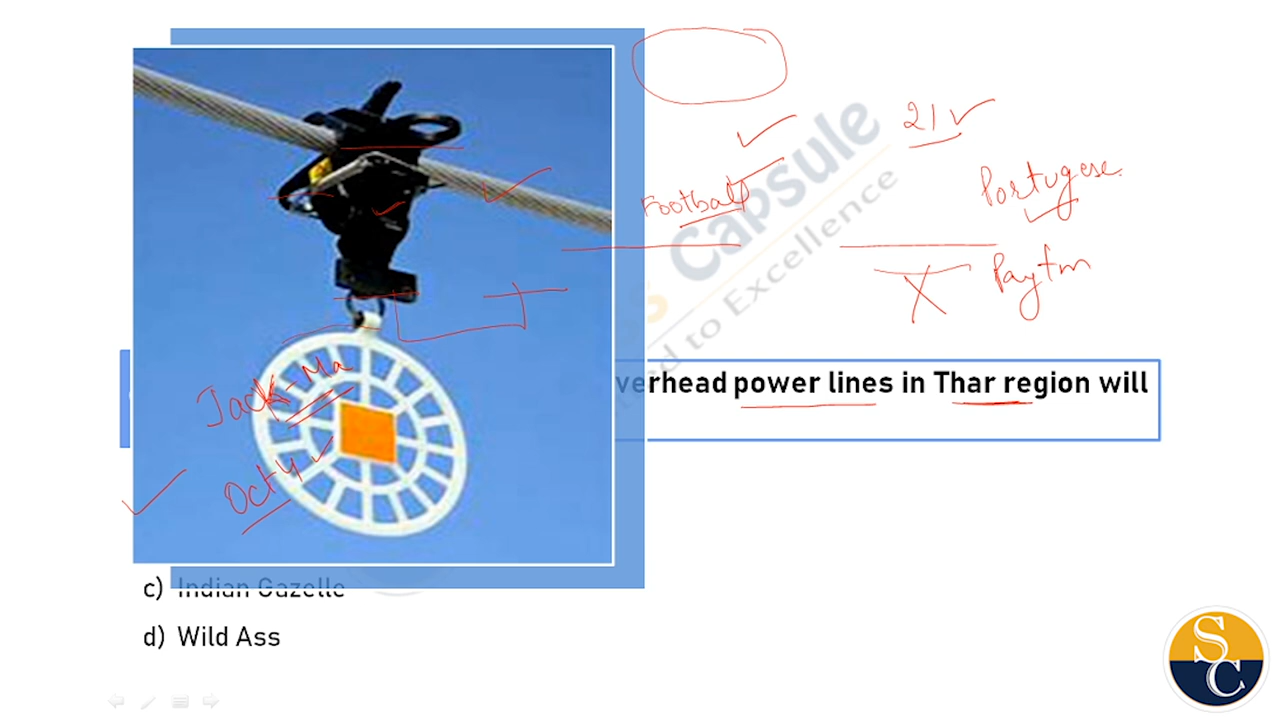 21
Football
Portugese
Paytm
verhead power lines in Thar region will
Jack-Ma
Oct 4
c) Indian Gazelle
d) Wild Ass
s Capsule
ed to Excellence
SC